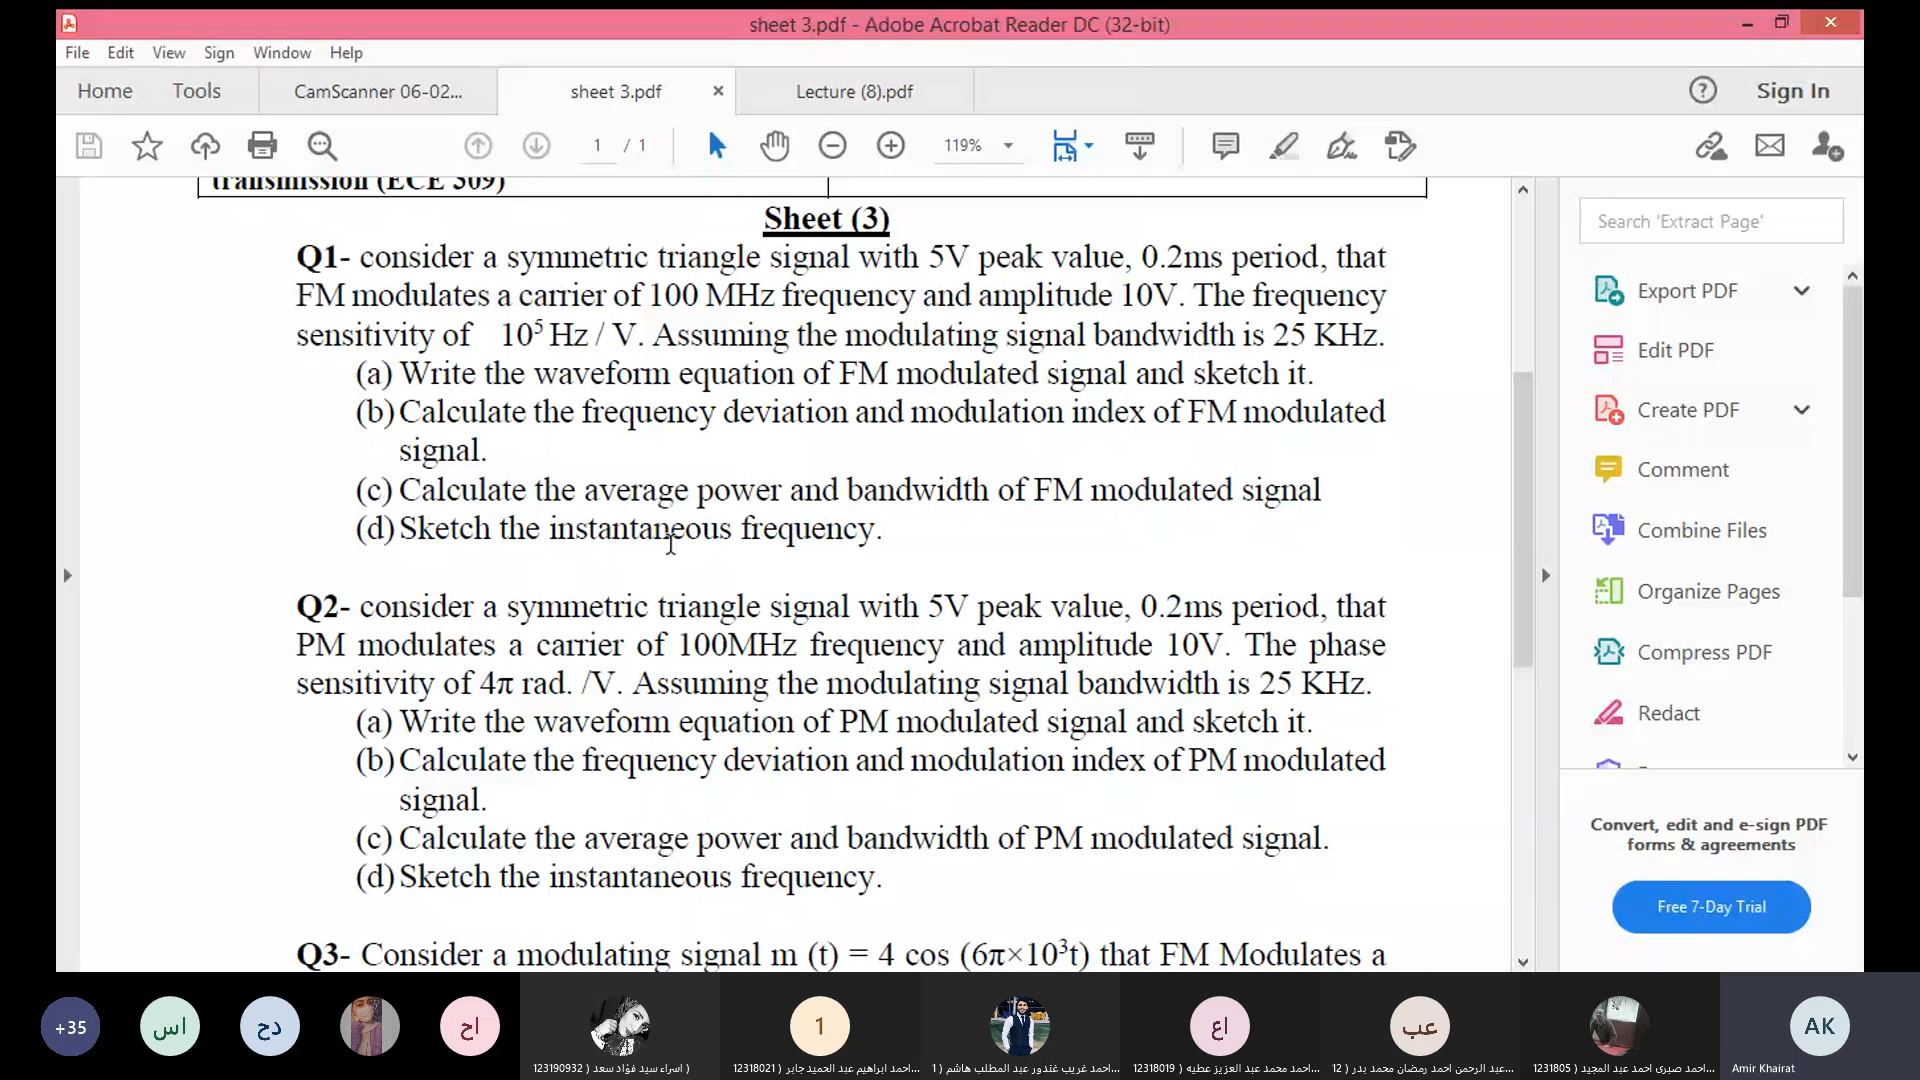 sheet 3.pdf - Adobe Acrobat Reader DC (32-bit)
File Edit View Sign Window Help
Home Tools CamScanner 06-02... sheet 3.pdf × Lecture (8).pdf Sign In
1 / 1 119%
transmission (ECE 309)
Sheet (3)
Q1- consider a symmetric triangle signal with 5V peak value, 0.2ms period, that
FM modulates a carrier of 100 MHz frequency and amplitude 10V. The frequency
sensitivity of 10⁵ Hz / V. Assuming the modulating signal bandwidth is 25 KHz.
(a) Write the waveform equation of FM modulated signal and sketch it.
(b) Calculate the frequency deviation and modulation index of FM modulated
signal.
(c) Calculate the average power and bandwidth of FM modulated signal
(d) Sketch the instantaneous frequency.
Q2- consider a symmetric triangle signal with 5V peak value, 0.2ms period, that
PM modulates a carrier of 100MHz frequency and amplitude 10V. The phase
sensitivity of 4π rad. /V. Assuming the modulating signal bandwidth is 25 KHz.
(a) Write the waveform equation of PM modulated signal and sketch it.
(b) Calculate the frequency deviation and modulation index of PM modulated
signal.
(c) Calculate the average power and bandwidth of PM modulated signal.
(d) Sketch the instantaneous frequency.
Q3- Consider a modulating signal m (t) = 4 cos (6π×10³t) that FM Modulates a
Search 'Extract Page'
Export PDF
Edit PDF
Create PDF
Comment
Combine Files
Organize Pages
Compress PDF
Redact
Convert, edit and e-sign PDF
forms & agreements
Free 7-Day Trial
+35 اس دح اح 1 اع عب AK
اسراء سيد فؤاد سعد ( 123190932 )
احمد ابراهيم عبد الحميد جابر ( 12318021...
احمد غريب غندور عبد المطلب هاشم ( 1...
احمد محمد عبد العزيز عطيه ( 12318019...
عبد الرحمن احمد رمضان محمد بدر ( 12...
احمد صبرى احمد عبد المجيد ( 1231805...
Amir Khairat